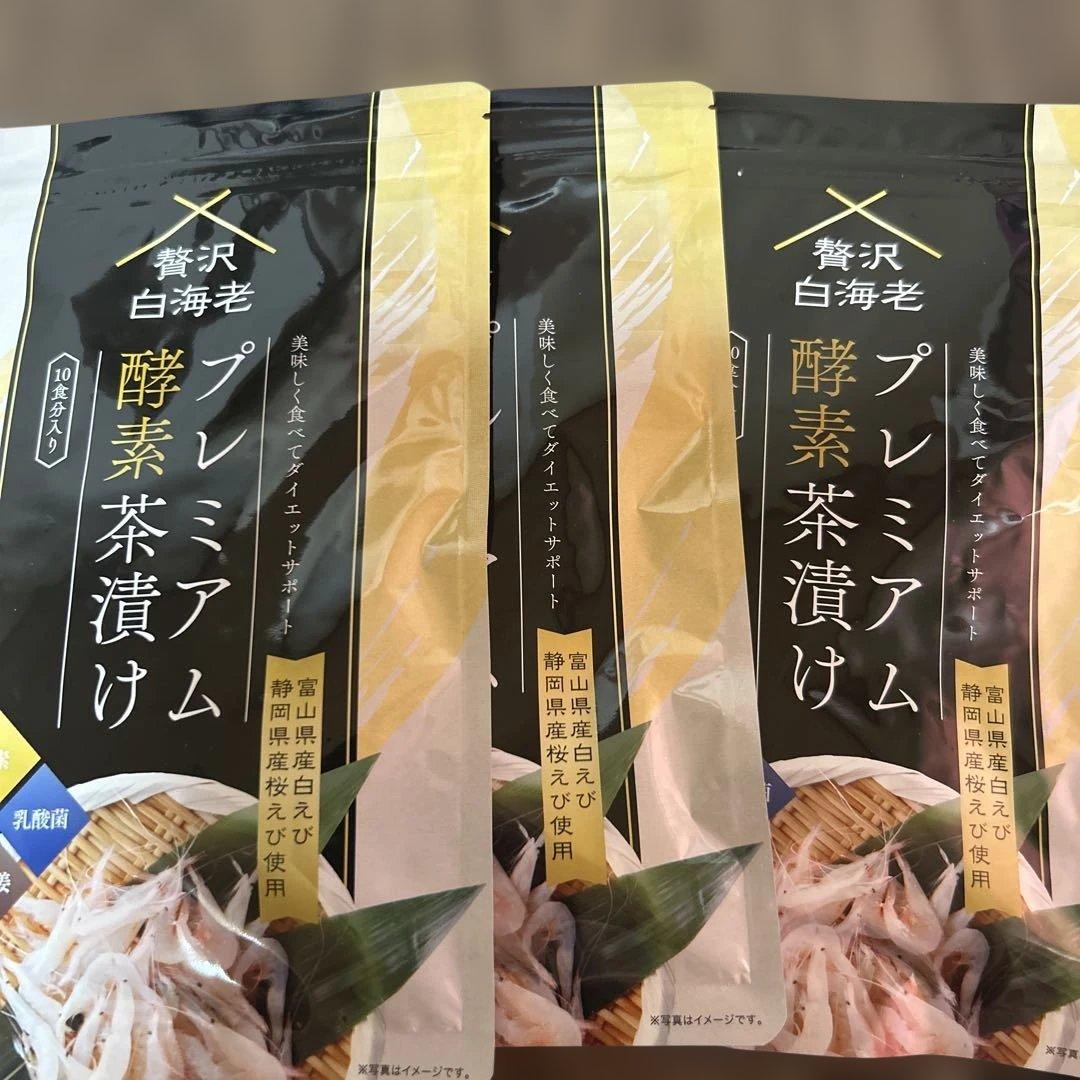 贅沢
白海老
美味しく食べてダイエットサポート
プレミアム
酵素茶漬け
10食分入り
富山県産白えび
静岡県産桜えび使用
乳酸菌
※写真はイメージです。
美味しく食べてダイエットサポート
富山県産白えび
静岡県産桜えび使用
※写真はイメージです。
贅沢
白海老
美味しく食べてダイエットサポート
プレミアム
酵素茶漬け
富山県産白えび
静岡県産桜えび使用